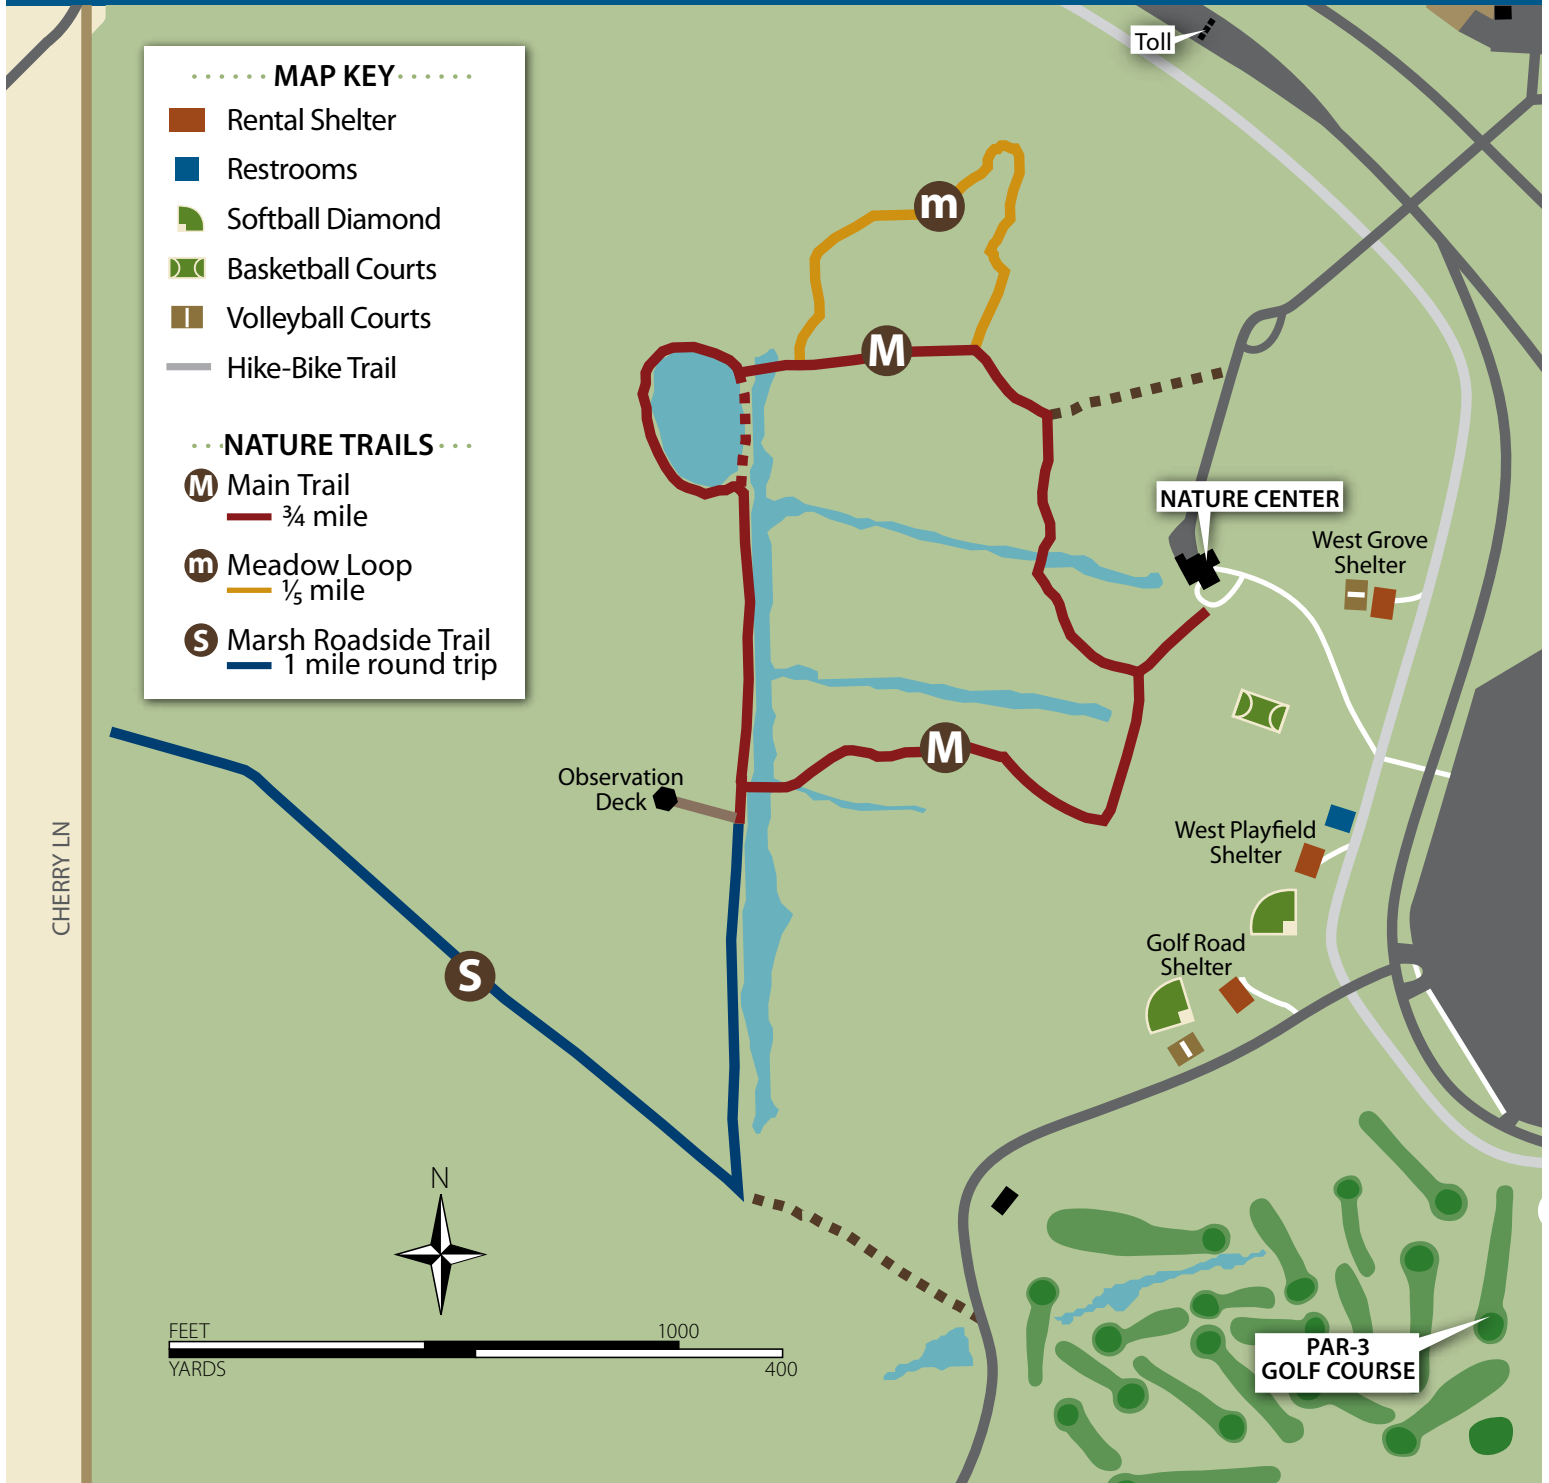 Toll
MAP KEY
Rental Shelter
Restrooms
Softball Diamond
Basketball Courts
Volleyball Courts
Hike-Bike Trail
NATURE TRAILS
M Main Trail
¾ mile
m Meadow Loop
⅕ mile
S Marsh Roadside Trail
1 mile round trip
m
M
NATURE CENTER
West Grove
Shelter
M
Observation
Deck
West Playfield
Shelter
CHERRY LN
Golf Road
Shelter
S
N
FEET 1000
YARDS 400
PAR-3
GOLF COURSE